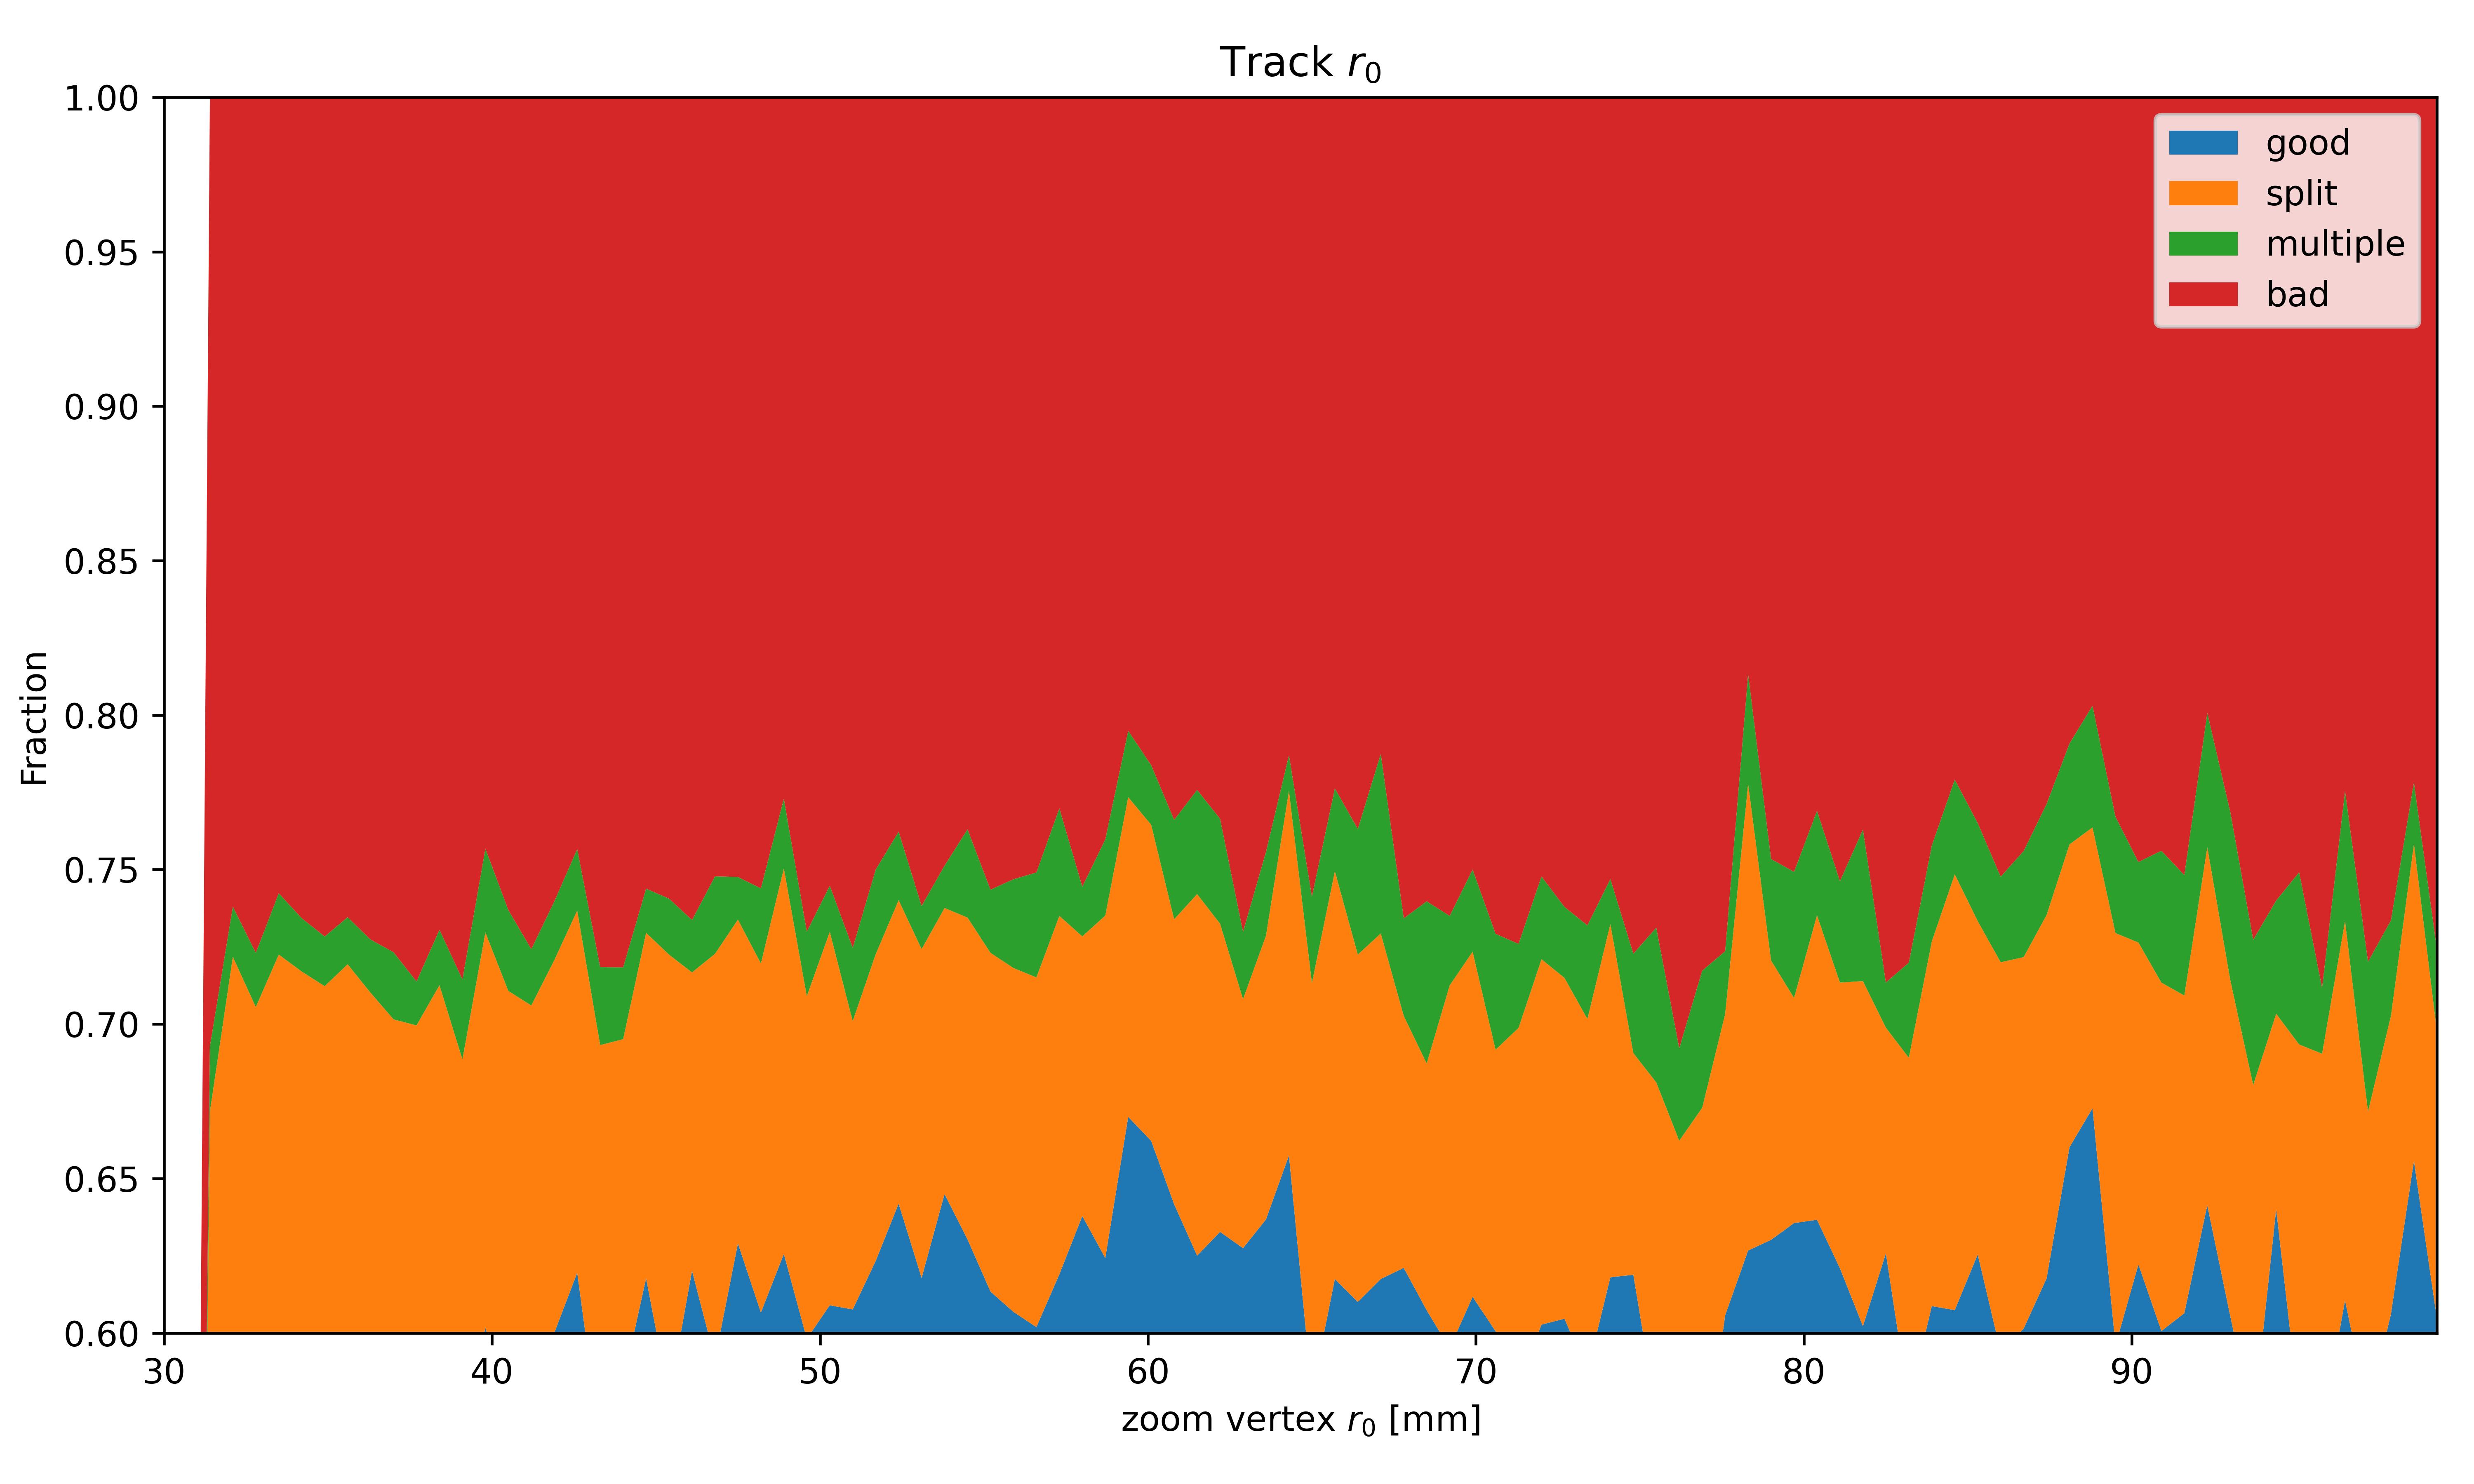 Track r₀
1.00
0.95
0.90
0.85
0.80
0.75
0.70
0.65
0.60
Fraction
good
split
multiple
bad
30 40 50 60 70 80 90
zoom vertex r₀ [mm]